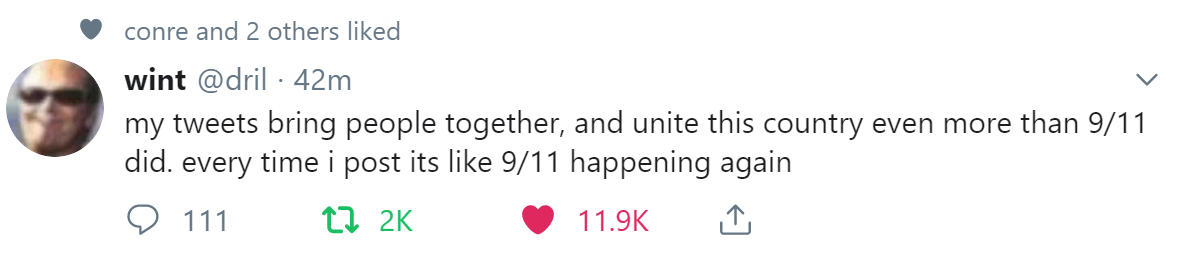 conre and 2 others liked
wint @dril · 42m
my tweets bring people together, and unite this country even more than 9/11
did. every time i post its like 9/11 happening again
111 2K 11.9K